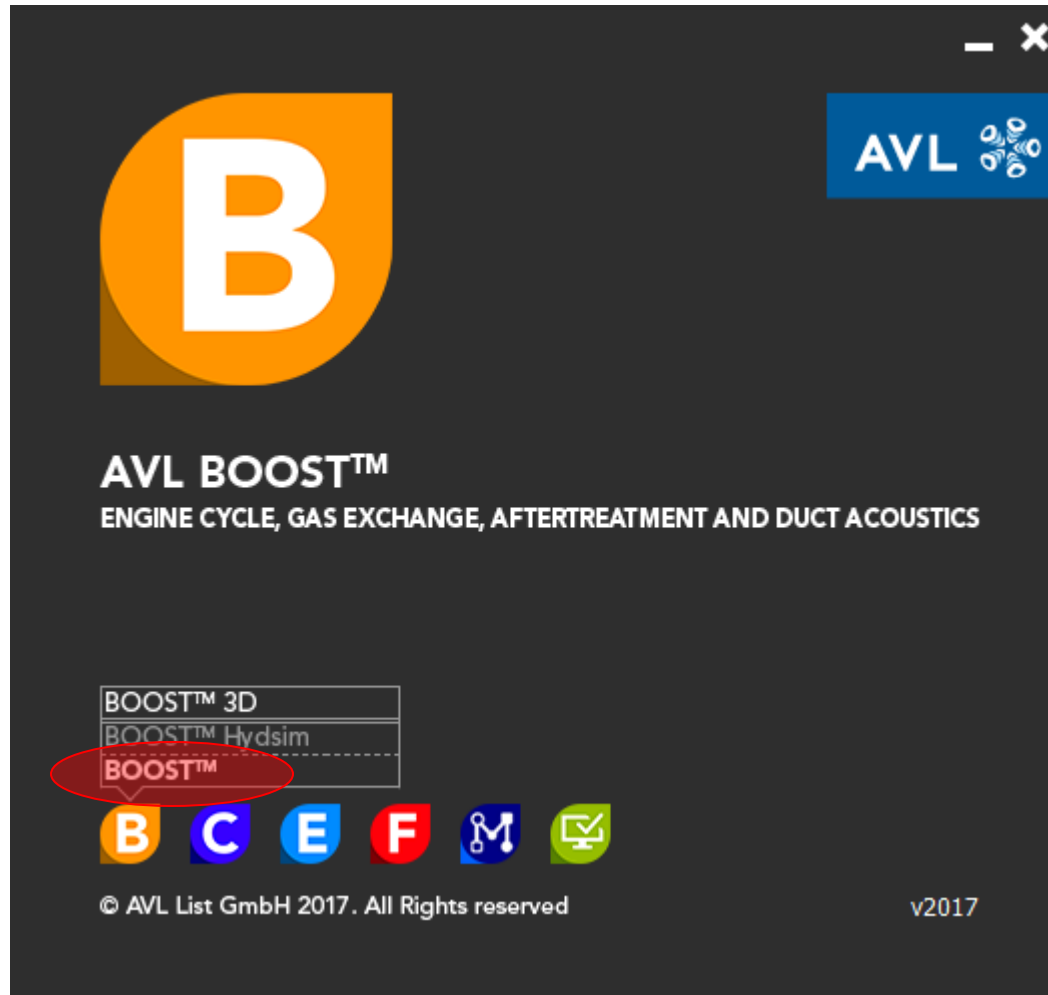 AVL
B
AVL BOOST™
ENGINE CYCLE, GAS EXCHANGE, AFTERTREATMENT AND DUCT ACOUSTICS
BOOST™ 3D
BOOST™ Hydsim
BOOST™
B C E F M
© AVL List GmbH 2017. All Rights reserved v2017